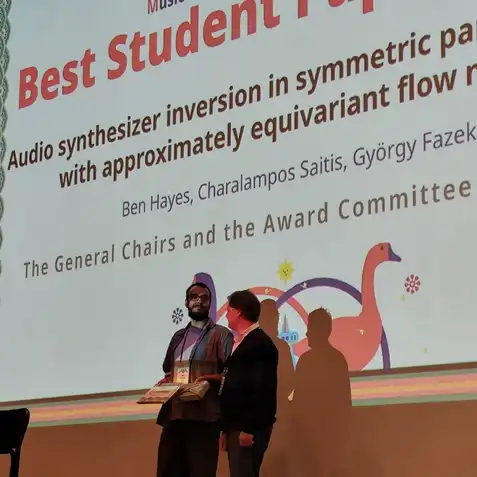 Best Student
Audio synthesizer inversion in symmetric
with approximately equivariant flow
Ben Hayes, Charalampos Saitis, György Fazek
The General Chairs and the Award Committee